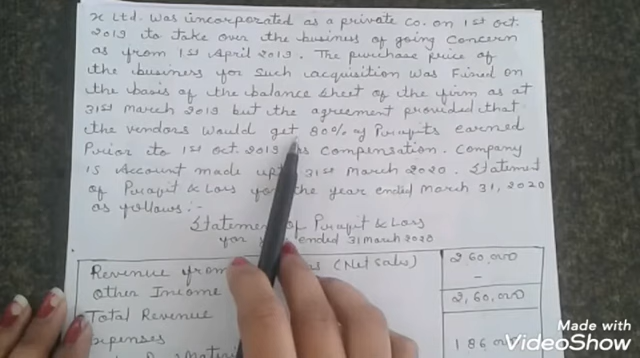 X Ltd. Was incorporated as a private Co. on 1st Oct.
2019 to take over the business of going Concern
as from 1st April 2019. The purchase price of
the business for such acquisition was Fixed on
the basis of the balance sheet of the firm as at
31st March 2019 but the agreement provided that
the vendors would get 80% of Profits earned
Prior to 1st oct. 2019 as Compensation. Company
is Account made upto 31st March 2020. Statement
of Profit & Loss for the year ended March 31, 2020
as follows :-
Statement of Profit & Loss
for ended 31 march 2020
Revenue from (Net Sales) 2,60,000
Other Income -
Total Revenue 2,60,000
Expenses
Made with
VideoShow